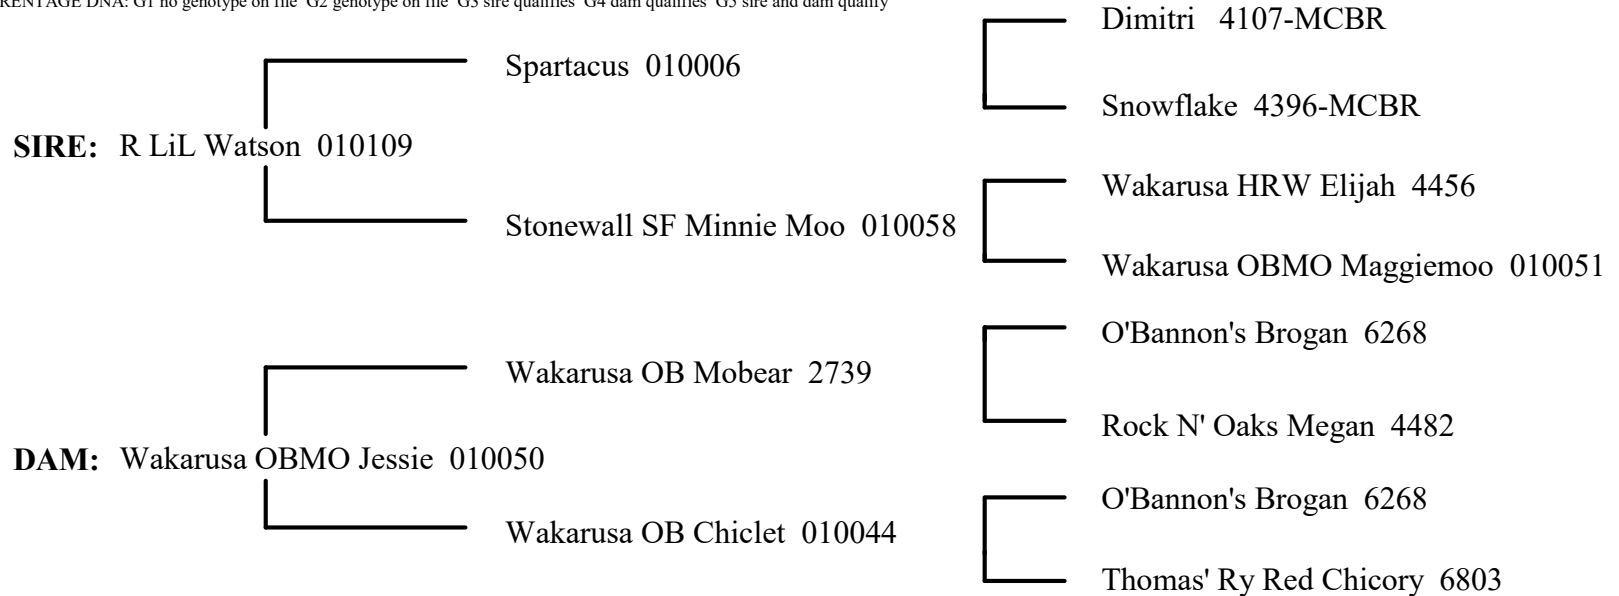 RENTAGE DNA: G1 no genotype on file G2 genotype on file G3 sire qualifies G4 dam qualifies G5 sire and dam qualify
Dimitri 4107-MCBR
Spartacus 010006
Snowflake 4396-MCBR
SIRE: R LiL Watson 010109
Wakarusa HRW Elijah 4456
Stonewall SF Minnie Moo 010058
Wakarusa OBMO Maggiemoo 010051
O'Bannon's Brogan 6268
Wakarusa OB Mobear 2739
Rock N' Oaks Megan 4482
DAM: Wakarusa OBMO Jessie 010050
O'Bannon's Brogan 6268
Wakarusa OB Chiclet 010044
Thomas' Ry Red Chicory 6803